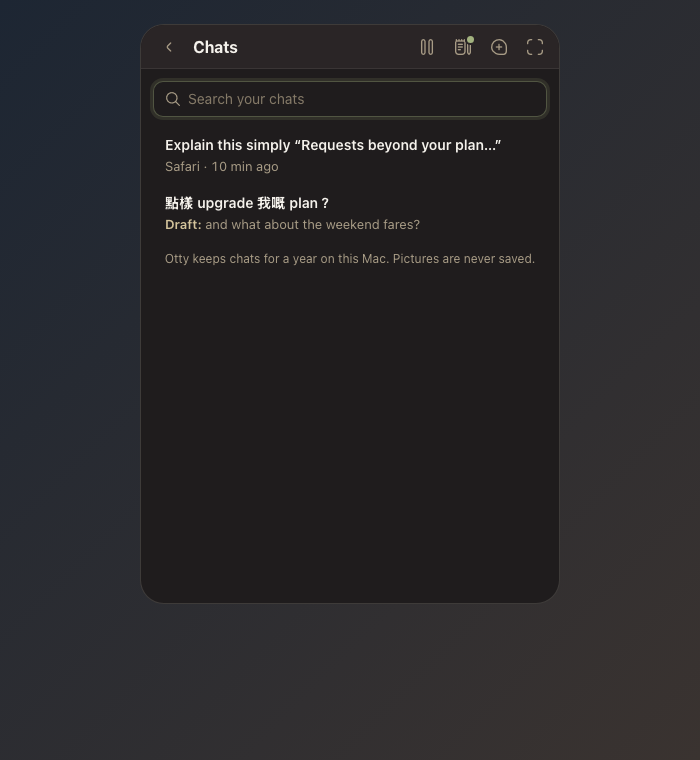 Chats
Search your chats
Explain this simply “Requests beyond your plan...”
Safari · 10 min ago
點樣 upgrade 我嘅 plan ?
Draft: and what about the weekend fares?
Otty keeps chats for a year on this Mac. Pictures are never saved.